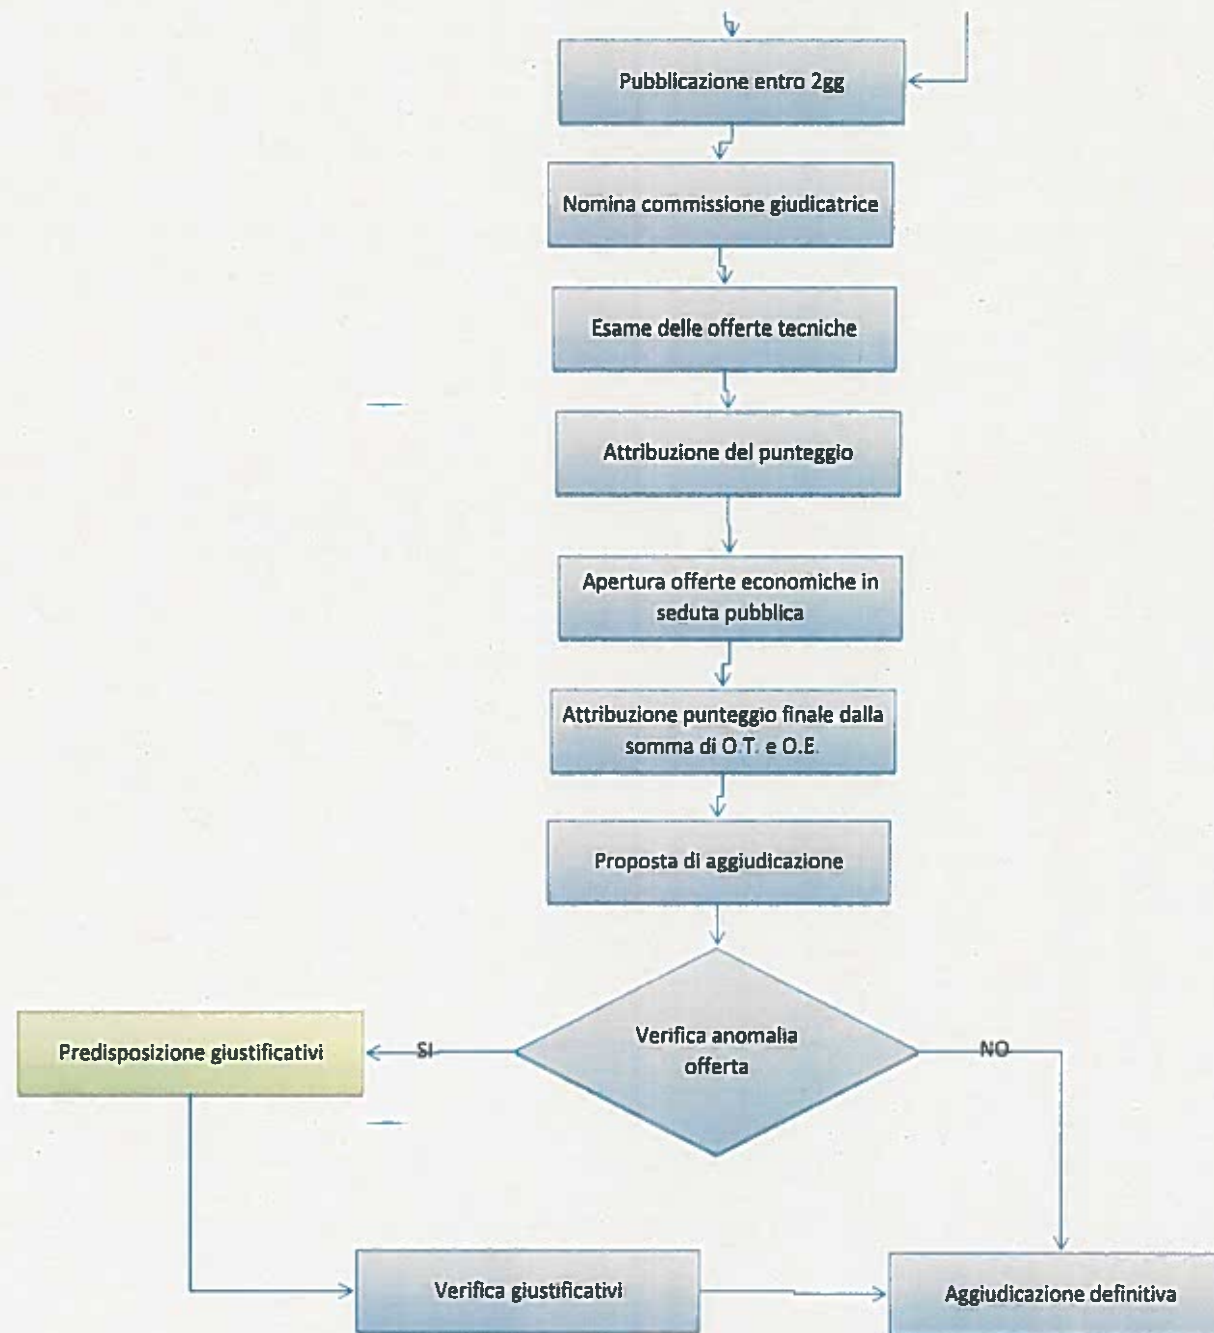 Pubblicazione entro 2gg
Nomina commissione giudicatrice
Esame delle offerte tecniche
Attribuzione del punteggio
Apertura offerte economiche in
seduta pubblica
Attribuzione punteggio finale dalla
somma di O.T. e O.E.
Proposta di aggiudicazione
Verifica anomalia
offerta
Predisposizione giustificativi
SI
NO
Verifica giustificativi
Aggiudicazione definitiva